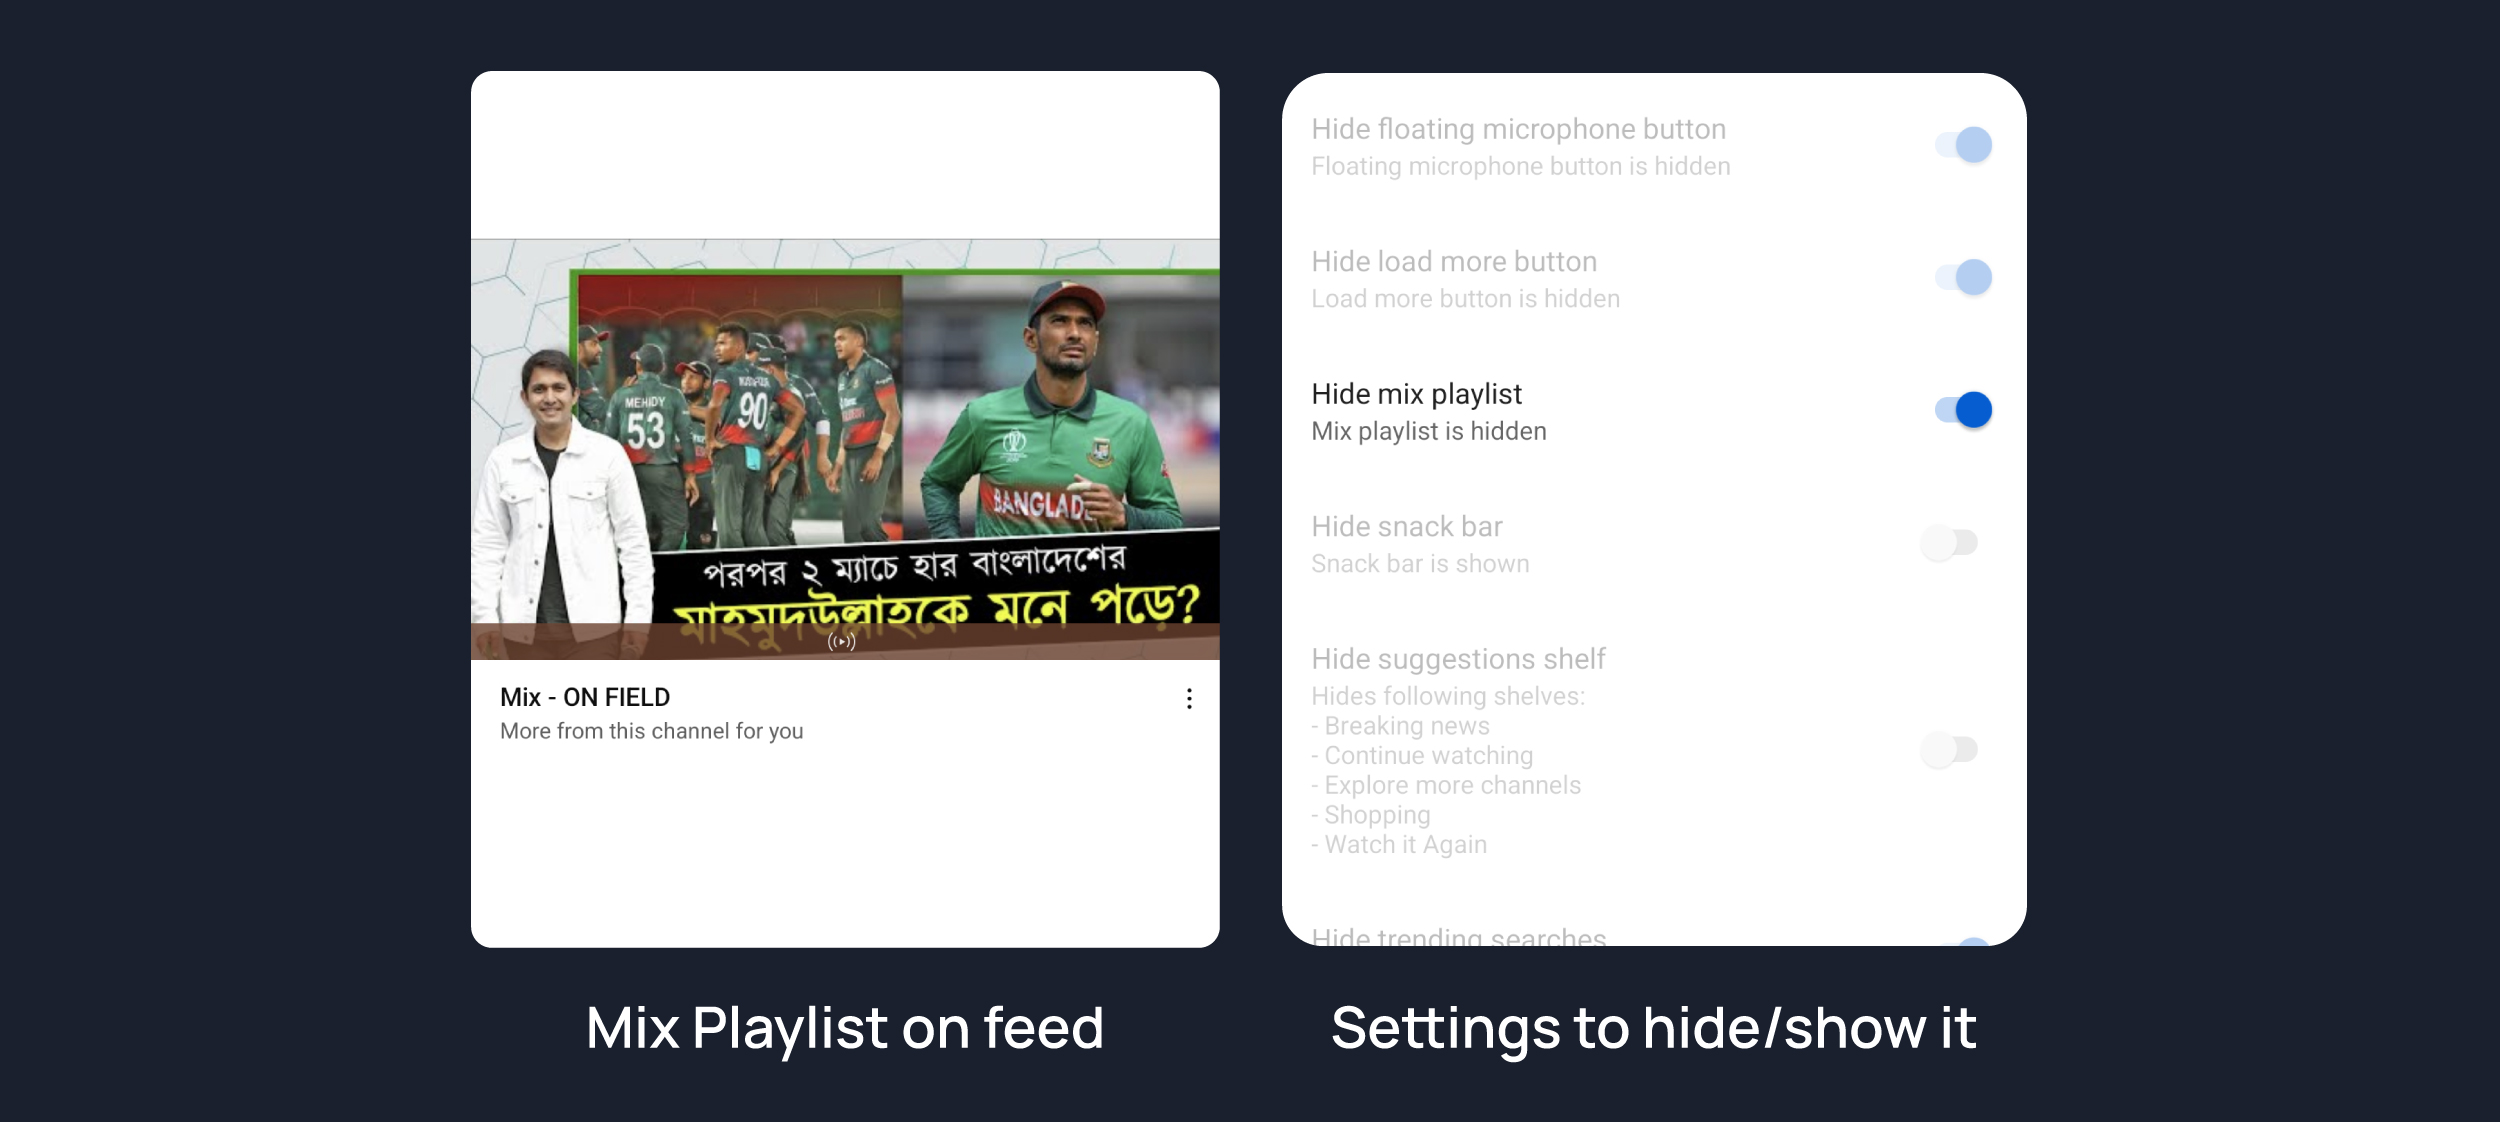 MEHIDY
53
90
BANGLAD
পরপর ২ ম্যাচে হার বাংলাদেশের
মাহমুদউল্লাহকে মনে পড়ে?
Mix - ON FIELD
More from this channel for you
Mix Playlist on feed
Hide floating microphone button
Floating microphone button is hidden
Hide load more button
Load more button is hidden
Hide mix playlist
Mix playlist is hidden
Hide snack bar
Snack bar is shown
Hide suggestions shelf
Hides following shelves:
- Breaking news
- Continue watching
- Explore more channels
- Shopping
- Watch it Again
Hide trending searches
Settings to hide/show it